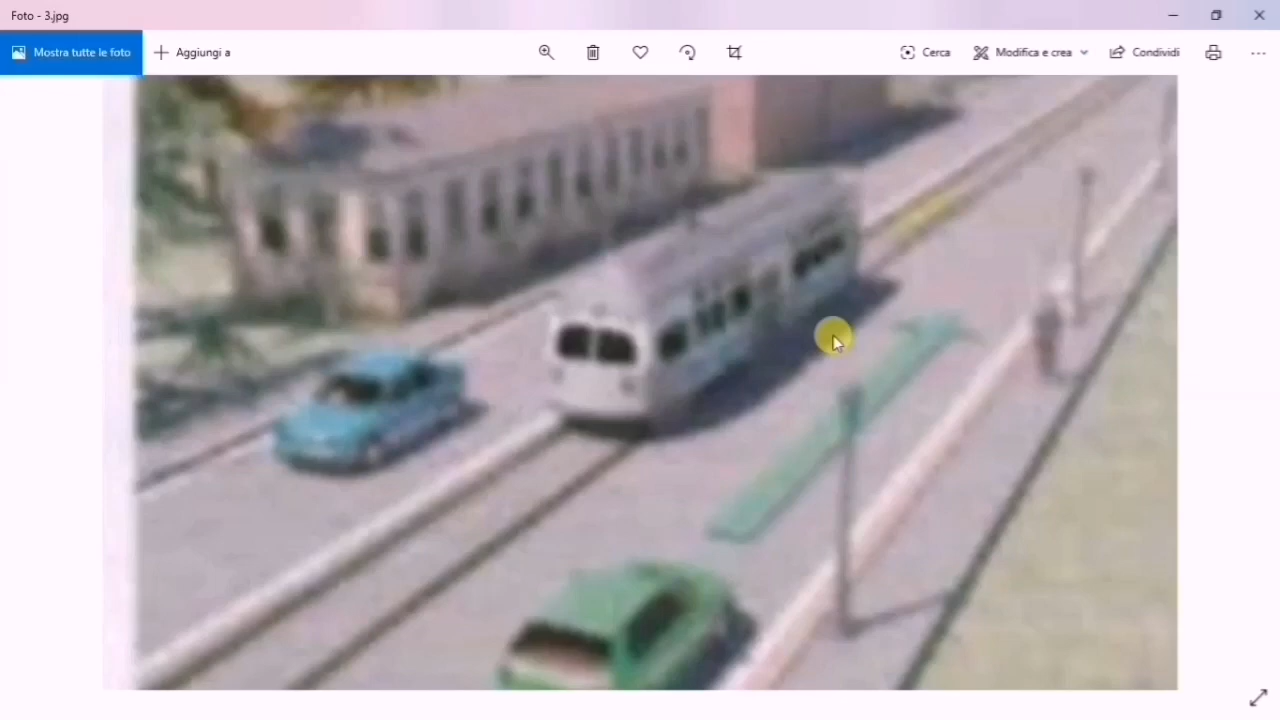 Foto - 3.jpg
Mostra tutte le foto
Aggiungi a
Cerca
Modifica e crea
Condividi